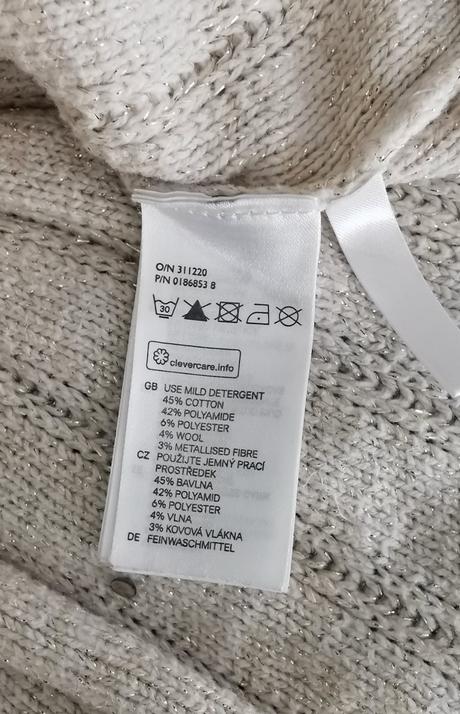 O/N 311220
P/N 0186853 8
30
clevercare.info
GB USE MILD DETERGENT
45% COTTON
42% POLYAMIDE
6% POLYESTER
4% WOOL
3% METALLISED FIBRE
CZ POUŽIJTE JEMNÝ PRACÍ
PROSTŘEDEK
45% BAVLNA
42% POLYAMID
6% POLYESTER
4% VLNA
3% KOVOVÁ VLÁKNA
DE FEINWASCHMITTEL